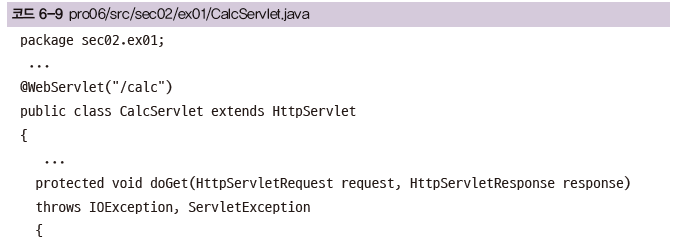 코드 6-9 pro06/src/sec02/ex01/CalcServlet.java
package sec02.ex01;
...
@WebServlet("/calc")
public class CalcServlet extends HttpServlet
{
...
protected void doGet(HttpServletRequest request, HttpServletResponse response)
throws IOException, ServletException
{